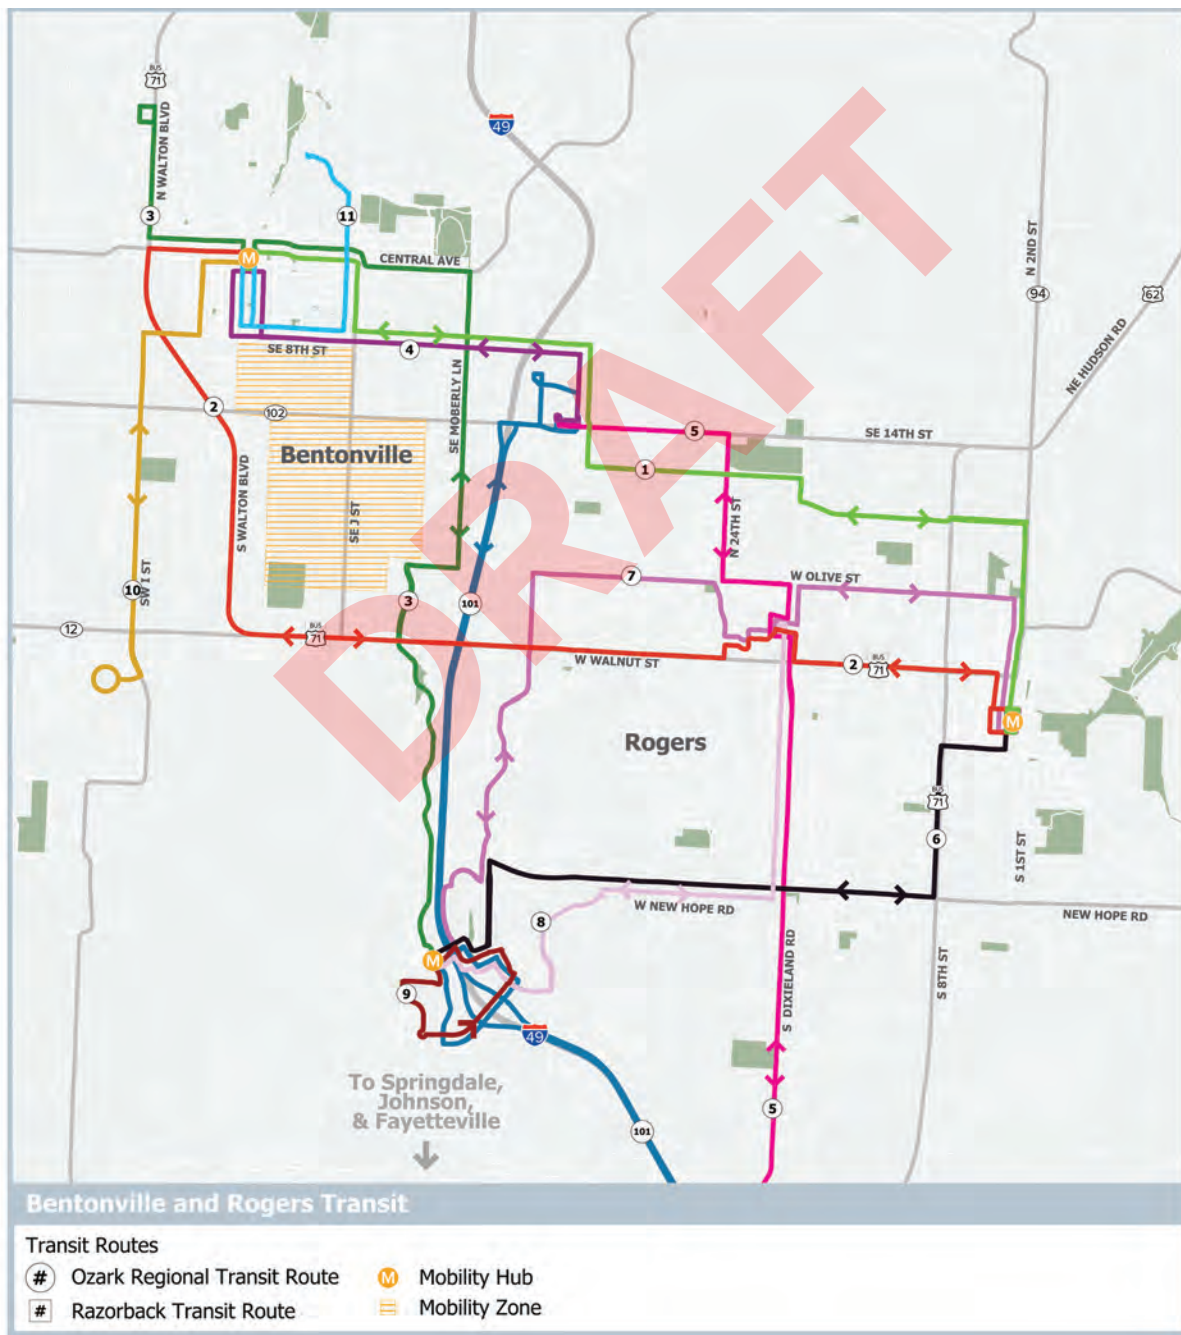 BUS
71
49
N WALTON BLVD
3
11
N 2ND ST
M
CENTRAL AVE
94
62
NE HUDSON RD
SE 8TH ST
4
SE MOBERLY LN
2
102
5
SE 14TH ST
Bentonville
1
S WALTON BLVD
SE J ST
N 24TH ST
7
W OLIVE ST
10
SW I ST
3
101
12
BUS
71
W WALNUT ST
2
BUS
71
M
Rogers
BUS
71
6
S 1ST ST
8
W NEW HOPE RD
NEW HOPE RD
M
9
S DIXIELAND RD
S 8TH ST
49
To Springdale,
Johnson,
& Fayetteville
5
101
DRAFT
Bentonville and Rogers Transit
Transit Routes
# Ozark Regional Transit Route
M Mobility Hub
# Razorback Transit Route
Mobility Zone